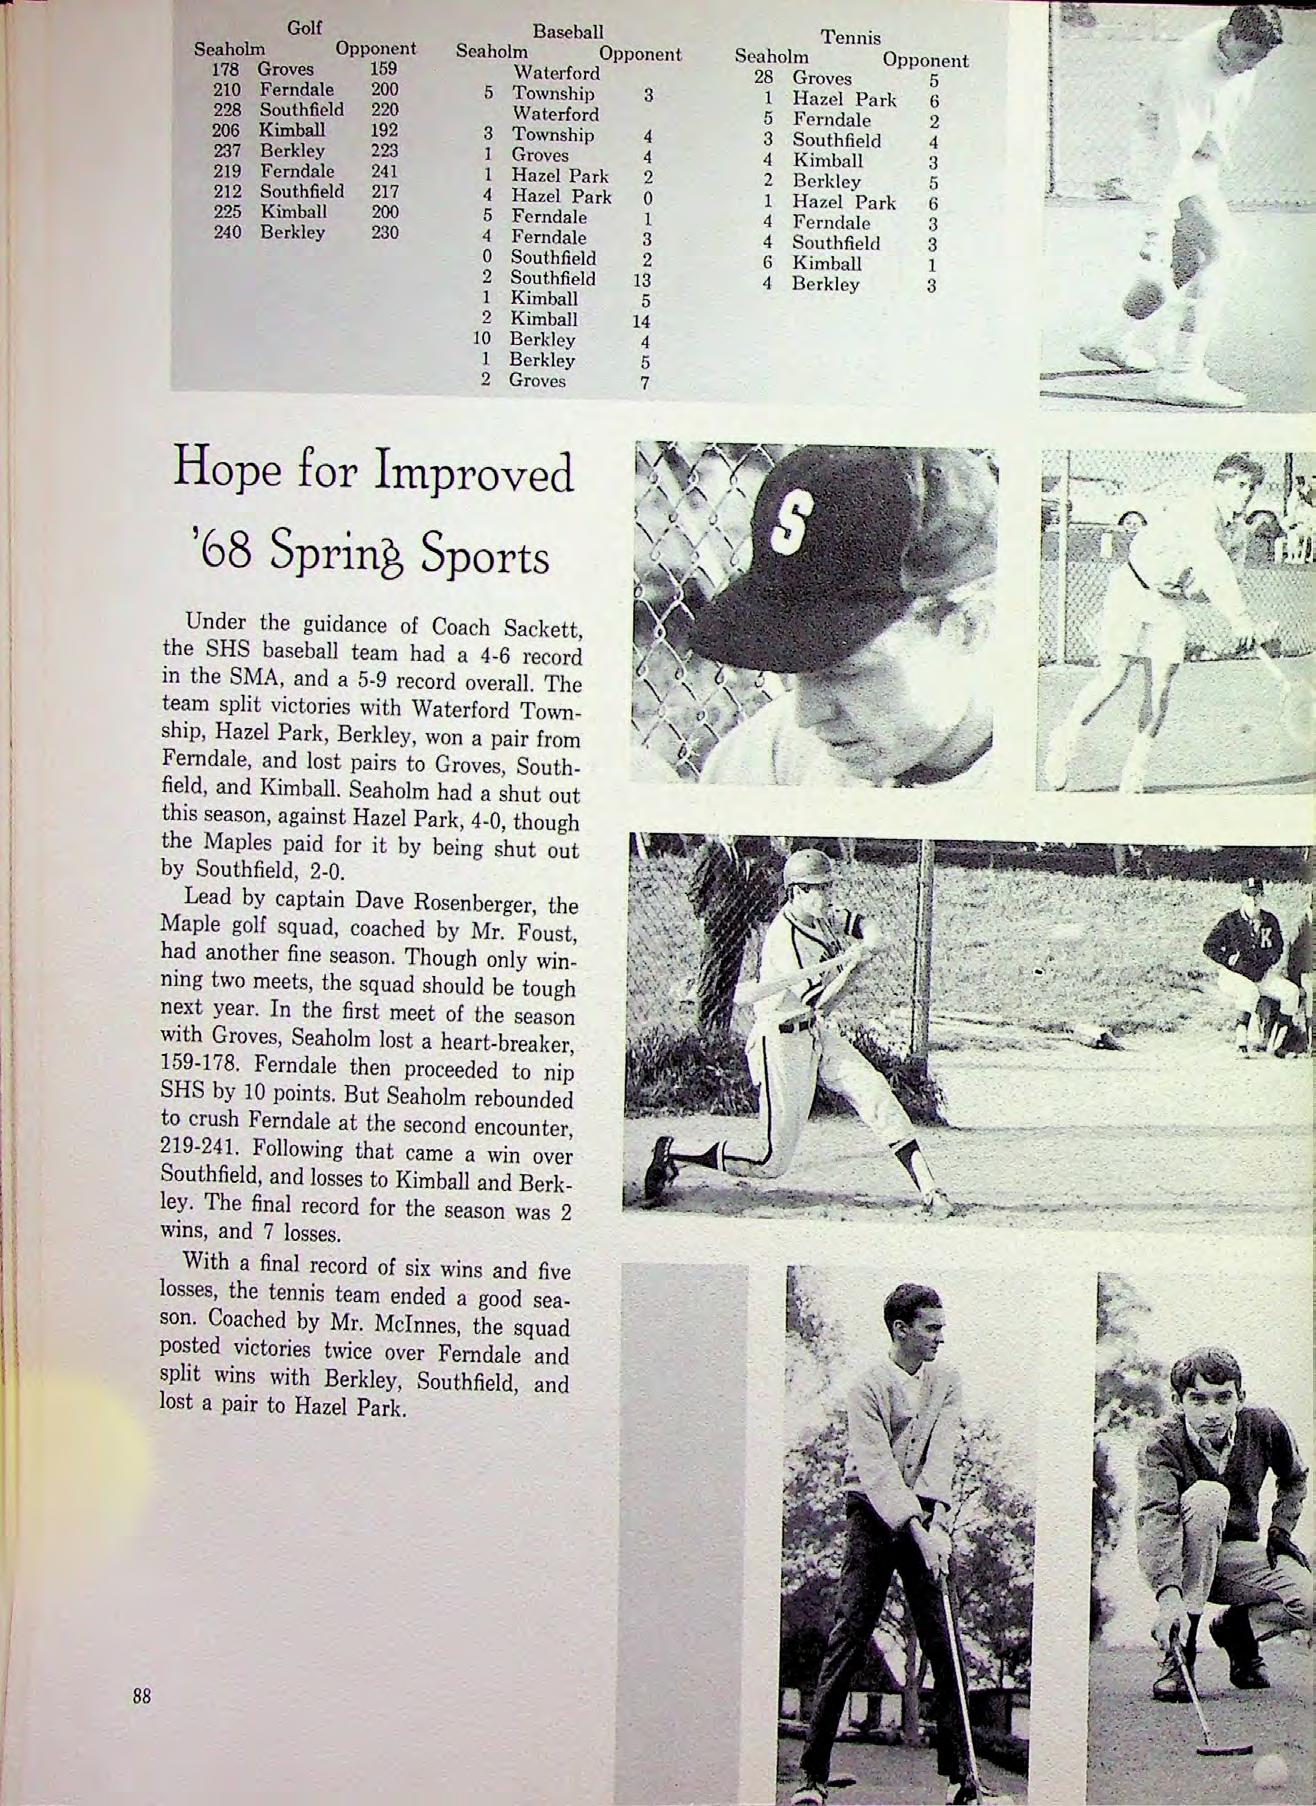 Golf
Seaholm Opponent
178 Groves 159
210 Ferndale 200
228 Southfield 220
206 Kimball 192
237 Berkley 223
219 Ferndale 241
212 Southfield 217
225 Kimball 200
240 Berkley 230
Baseball
Seaholm Opponent
Waterford
5 Township 3
Waterford
3 Township 4
1 Groves 4
1 Hazel Park 2
4 Hazel Park 0
5 Ferndale 1
4 Ferndale 3
0 Southfield 2
2 Southfield 13
1 Kimball 5
2 Kimball 14
10 Berkley 4
1 Berkley 5
2 Groves 7
Tennis
Seaholm Opponent
28 Groves 5
1 Hazel Park 6
5 Ferndale 2
3 Southfield 4
4 Kimball 3
2 Berkley 5
1 Hazel Park 6
4 Ferndale 3
4 Southfield 3
6 Kimball 1
4 Berkley 3
Hope for Improved
'68 Spring Sports
Under the guidance of Coach Sackett,
the SHS baseball team had a 4-6 record
in the SMA, and a 5-9 record overall. The
team split victories with Waterford Town-
ship, Hazel Park, Berkley, won a pair from
Ferndale, and lost pairs to Groves, South-
field, and Kimball. Seaholm had a shut out
this season, against Hazel Park, 4-0, though
the Maples paid for it by being shut out
by Southfield, 2-0.
Lead by captain Dave Rosenberger, the
Maple golf squad, coached by Mr. Foust,
had another fine season. Though only win-
ning two meets, the squad should be tough
next year. In the first meet of the season
with Groves, Seaholm lost a heart-breaker,
159-178. Ferndale then proceeded to nip
SHS by 10 points. But Seaholm rebounded
to crush Ferndale at the second encounter,
219-241. Following that came a win over
Southfield, and losses to Kimball and Berk-
ley. The final record for the season was 2
wins, and 7 losses.
With a final record of six wins and five
losses, the tennis team ended a good sea-
son. Coached by Mr. McInnes, the squad
posted victories twice over Ferndale and
split wins with Berkley, Southfield, and
lost a pair to Hazel Park.
S
K
88